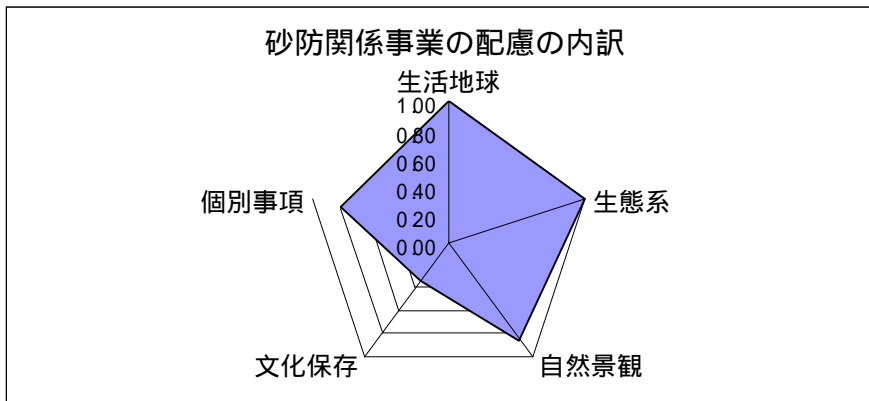 砂防関係事業の配慮の内訳
生活地球
1.00
0.80
0.60
0.40
0.20
0.00
個別事項
生態系
文化保存
自然景観